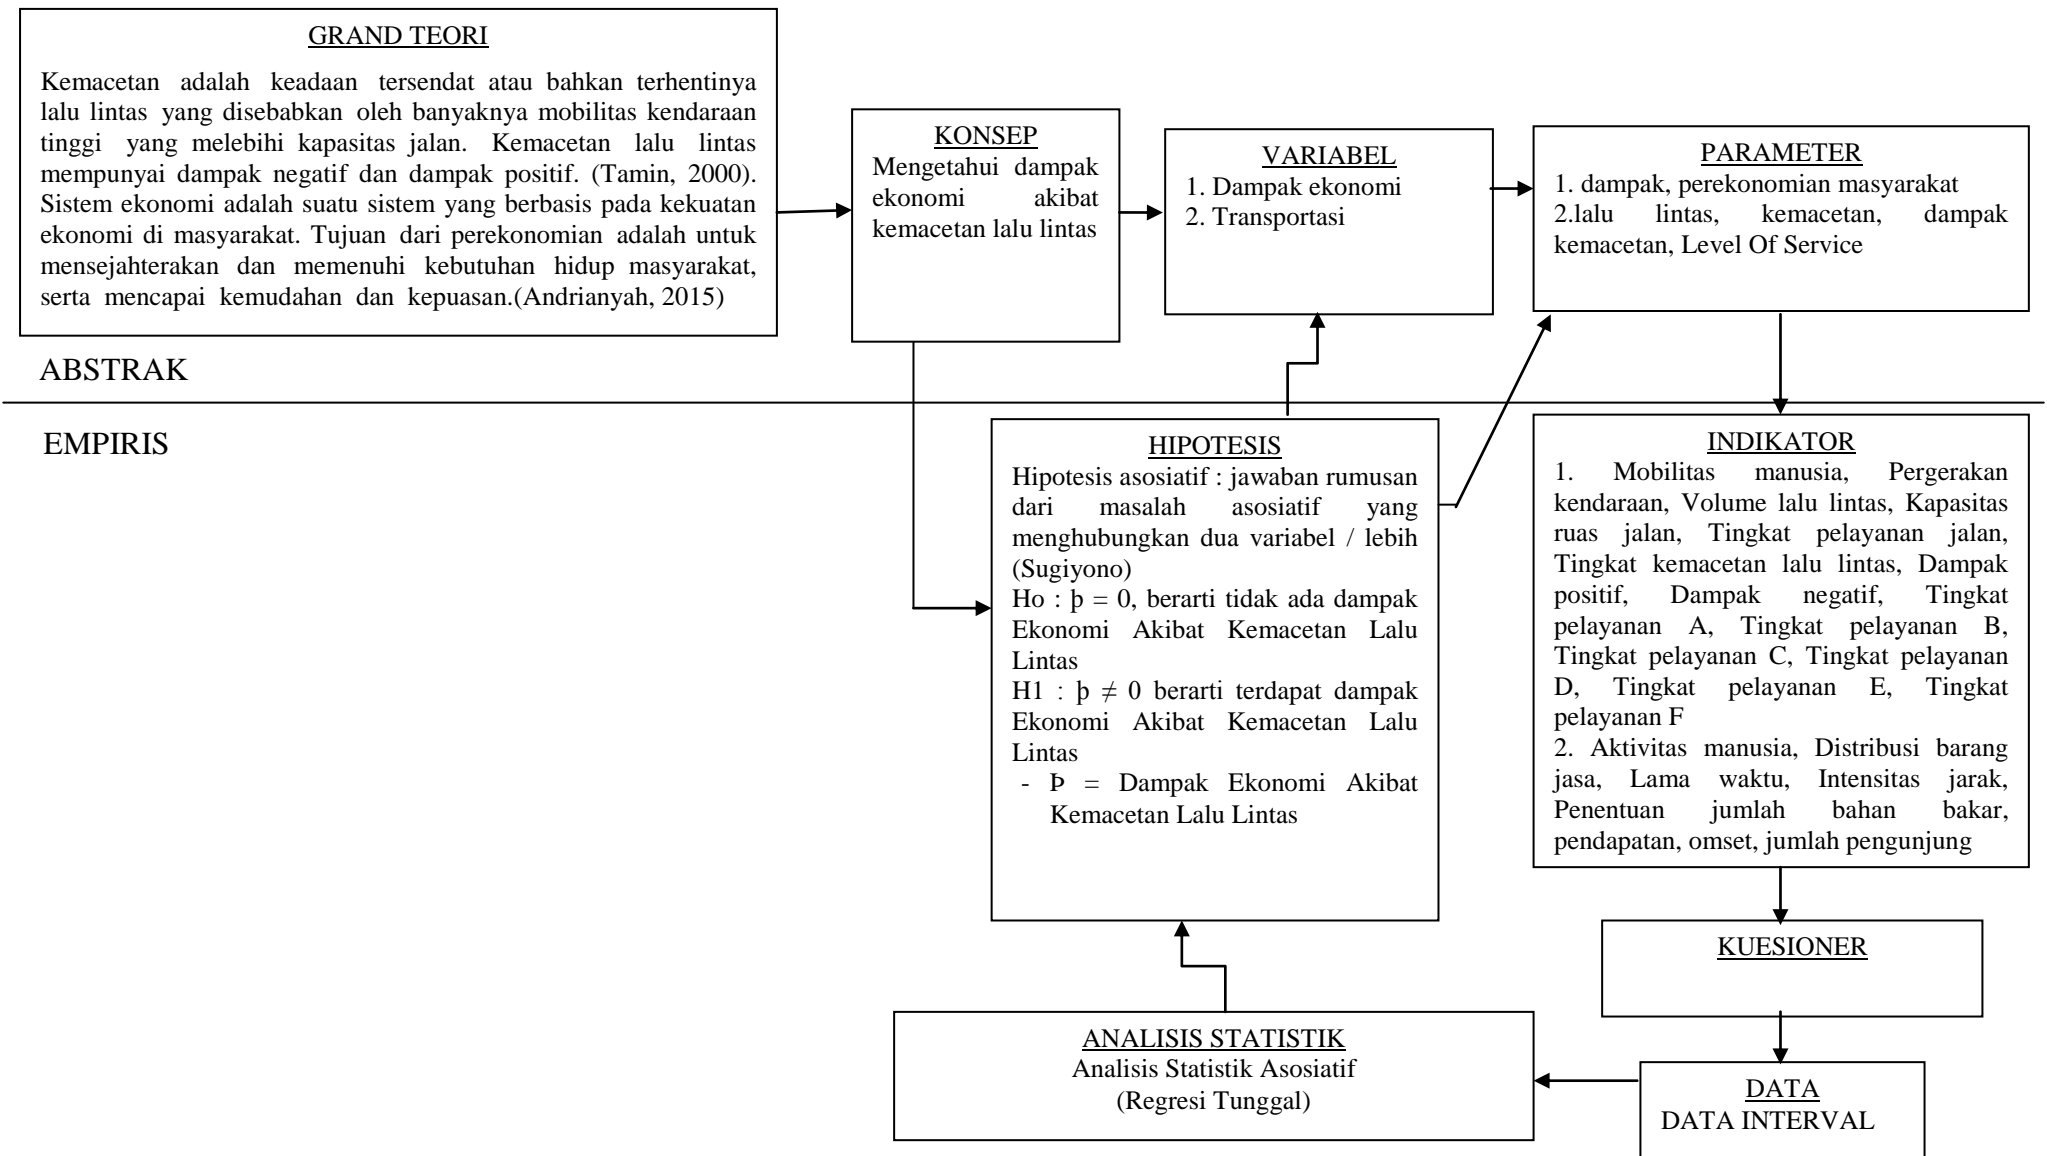 GRAND TEORI
Kemacetan adalah keadaan tersendat atau bahkan terhentinya
lalu lintas yang disebabkan oleh banyaknya mobilitas kendaraan
tinggi yang melebihi kapasitas jalan. Kemacetan lalu lintas
mempunyai dampak negatif dan dampak positif. (Tamin, 2000).
Sistem ekonomi adalah suatu sistem yang berbasis pada kekuatan
ekonomi di masyarakat. Tujuan dari perekonomian adalah untuk
mensejahterakan dan memenuhi kebutuhan hidup masyarakat,
serta mencapai kemudahan dan kepuasan.(Andrianyah, 2015)
KONSEP
Mengetahui dampak
ekonomi akibat
kemacetan lalu lintas
VARIABEL
1. Dampak ekonomi
2. Transportasi
PARAMETER
1. dampak, perekonomian masyarakat
2.lalu lintas, kemacetan, dampak
kemacetan, Level Of Service
ABSTRAK
EMPIRIS
HIPOTESIS
Hipotesis asosiatif : jawaban rumusan
dari masalah asosiatif yang
menghubungkan dua variabel / lebih
(Sugiyono)
Ho : þ = 0, berarti tidak ada dampak
Ekonomi Akibat Kemacetan Lalu
Lintas
H1 : þ ≠ 0 berarti terdapat dampak
Ekonomi Akibat Kemacetan Lalu
Lintas
- Þ = Dampak Ekonomi Akibat
Kemacetan Lalu Lintas
INDIKATOR
1. Mobilitas manusia, Pergerakan
kendaraan, Volume lalu lintas, Kapasitas
ruas jalan, Tingkat pelayanan jalan,
Tingkat kemacetan lalu lintas, Dampak
positif, Dampak negatif, Tingkat
pelayanan A, Tingkat pelayanan B,
Tingkat pelayanan C, Tingkat pelayanan
D, Tingkat pelayanan E, Tingkat
pelayanan F
2. Aktivitas manusia, Distribusi barang
jasa, Lama waktu, Intensitas jarak,
Penentuan jumlah bahan bakar,
pendapatan, omset, jumlah pengunjung
KUESIONER
DATA
DATA INTERVAL
ANALISIS STATISTIK
Analisis Statistik Asosiatif
(Regresi Tunggal)